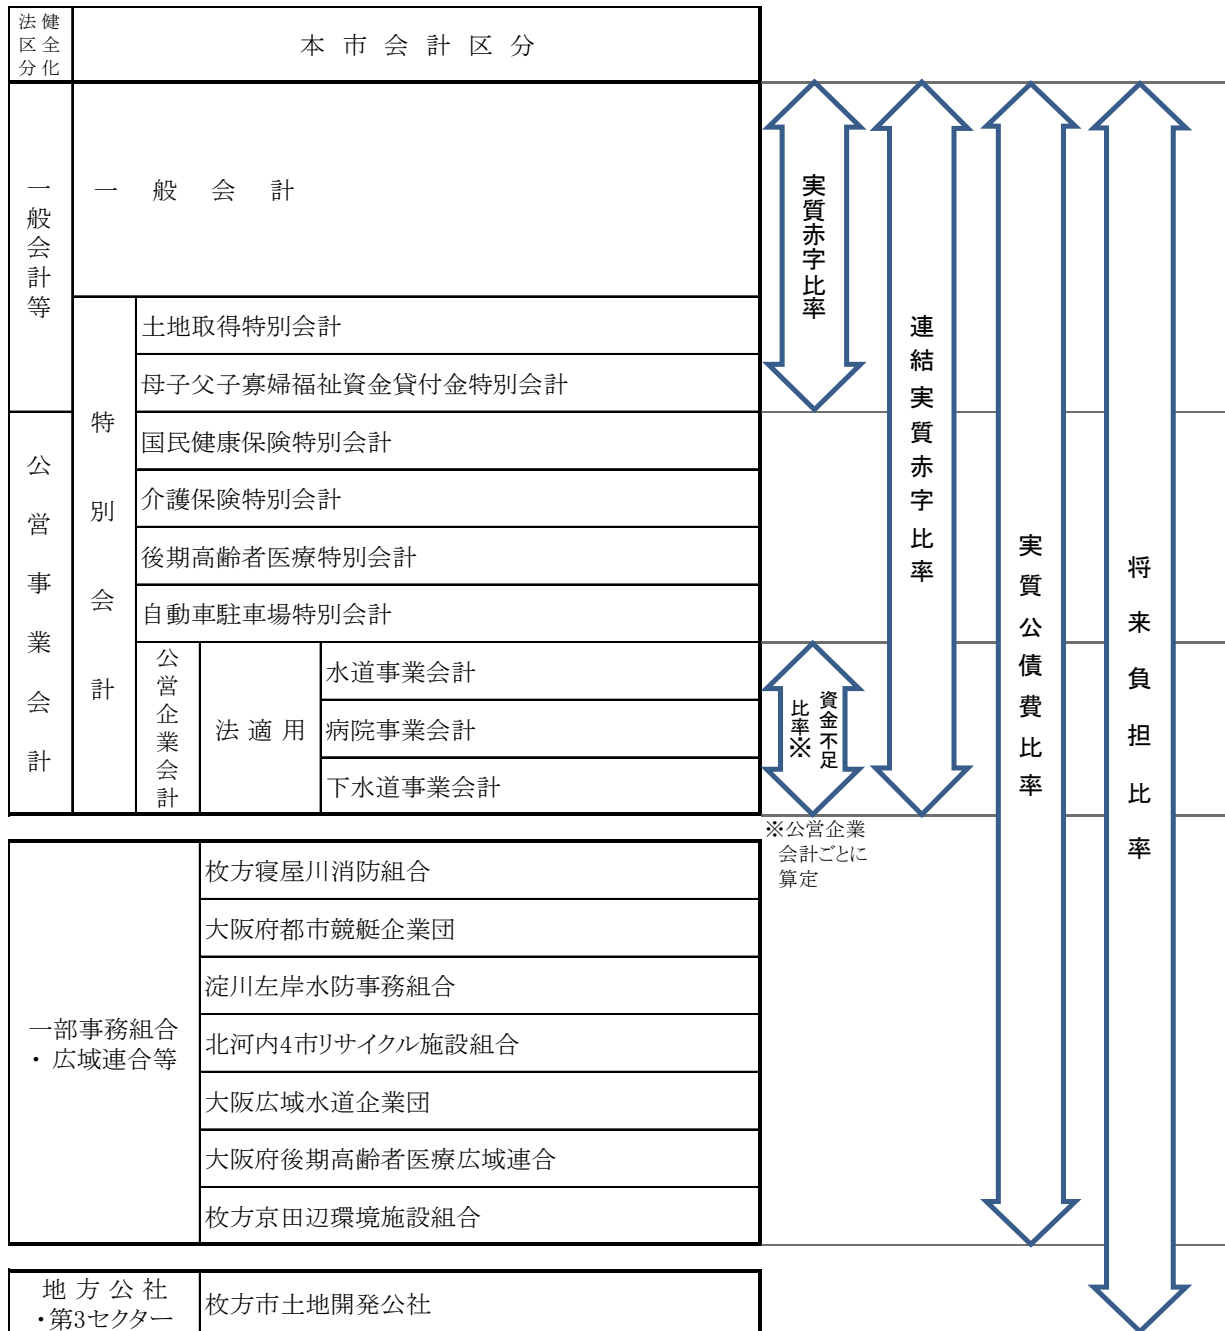 健全化
法区分
本市会計区分
一般会計等
一般会計
実質赤字比率
連結実質赤字比率
実質公債費比率
将来負担比率
特別会計
土地取得特別会計
母子父子寡婦福祉資金貸付金特別会計
公営事業会計
国民健康保険特別会計
介護保険特別会計
後期高齢者医療特別会計
自動車駐車場特別会計
公営企業会計
法適用
水道事業会計
病院事業会計
下水道事業会計
資金不足
比率※
※公営企業
会計ごとに
算定
一部事務組合
・広域連合等
枚方寝屋川消防組合
大阪府都市競艇企業団
淀川左岸水防事務組合
北河内4市リサイクル施設組合
大阪広域水道企業団
大阪府後期高齢者医療広域連合
枚方京田辺環境施設組合
地方公社
・第3セクター
枚方市土地開発公社